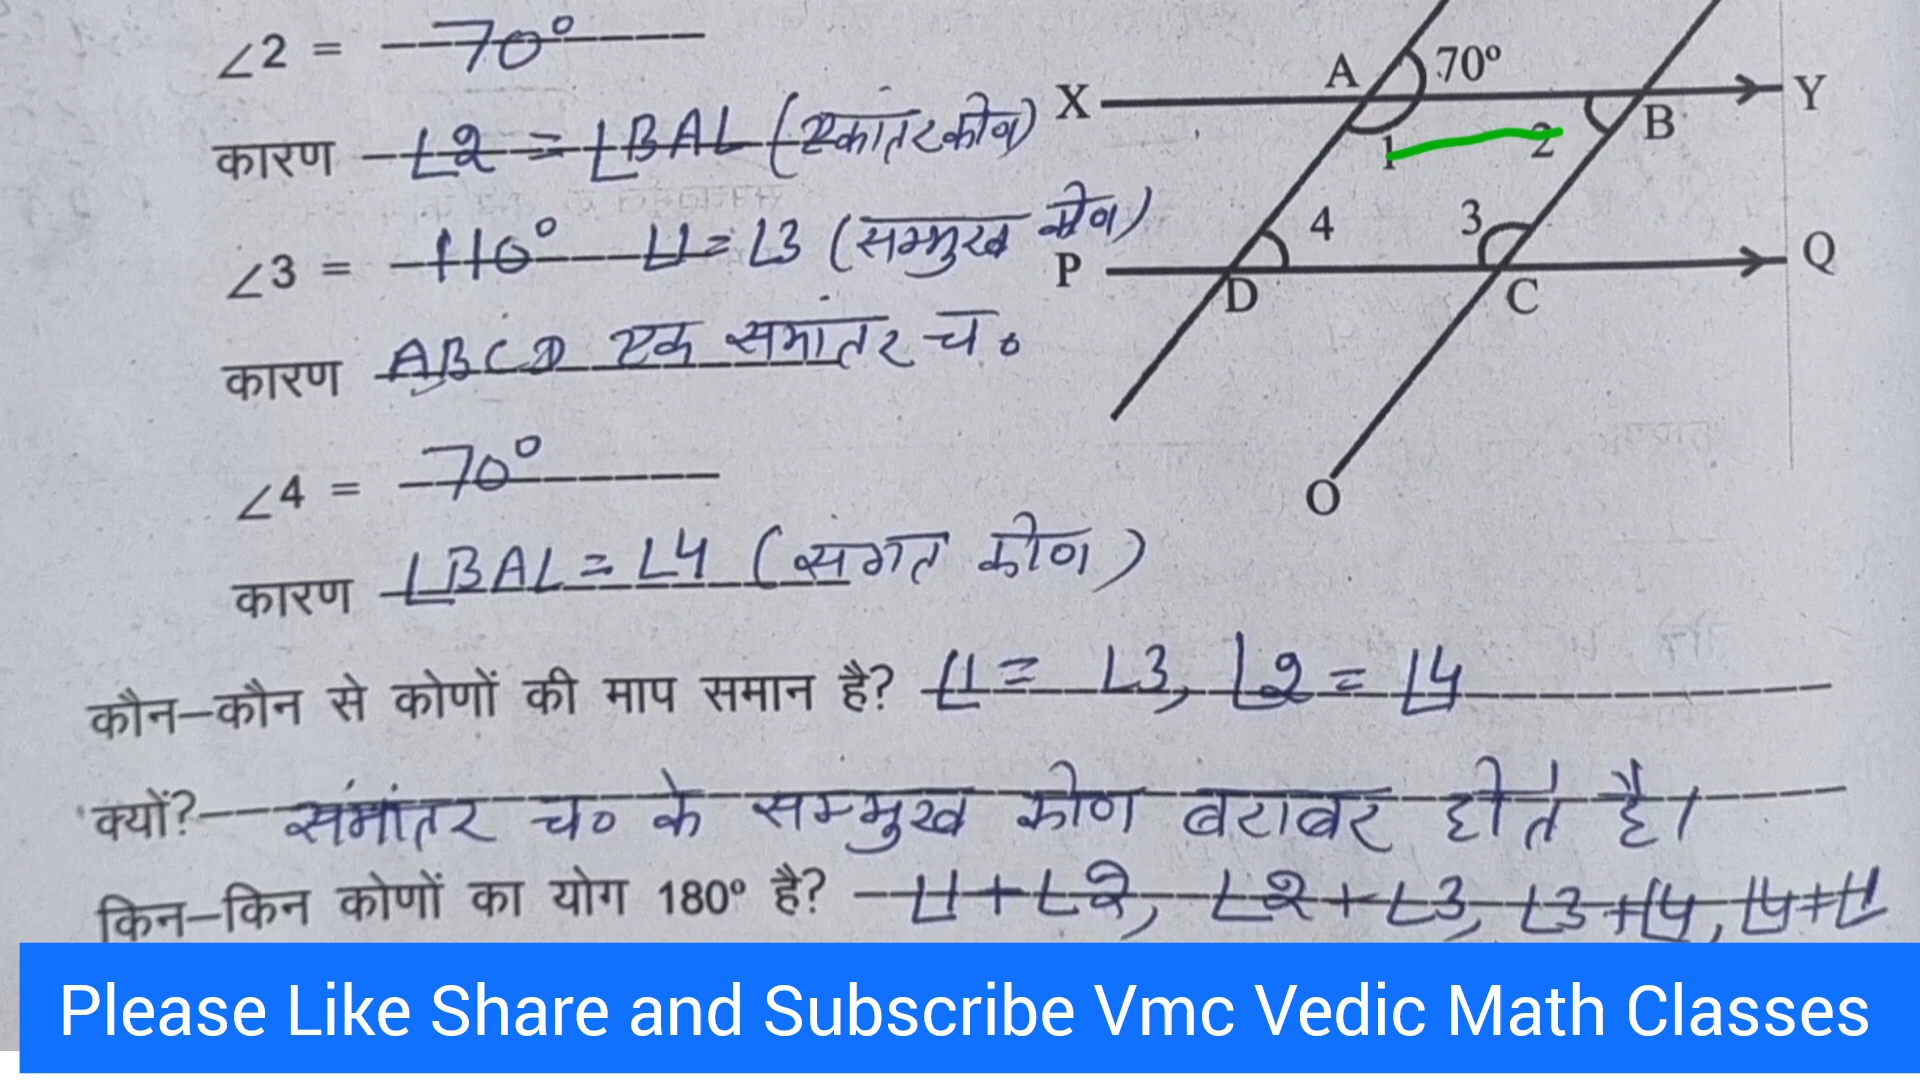 ∠2 = 70°
कारण ∠2 = ∠BAL (एकांतर कोण)
∠3 = 110° ∠1 = ∠3 (सम्मुख कोण)
कारण ABCD एक समांतर च०
∠4 = 70°
कारण ∠BAL = ∠4 (संगत कोण)
कौन–कौन से कोणों की माप समान है? ∠1 = ∠3, ∠2 = ∠4
क्यों? समांतर च० के सम्मुख कोण बराबर होते है।
किन–किन कोणों का योग 180° है? ∠1+∠2, ∠2+∠3, ∠3+∠4, ∠4+∠1
A 70°
X Y
B
1 2
4 3
P Q
D C
O
Please Like Share and Subscribe Vmc Vedic Math Classes